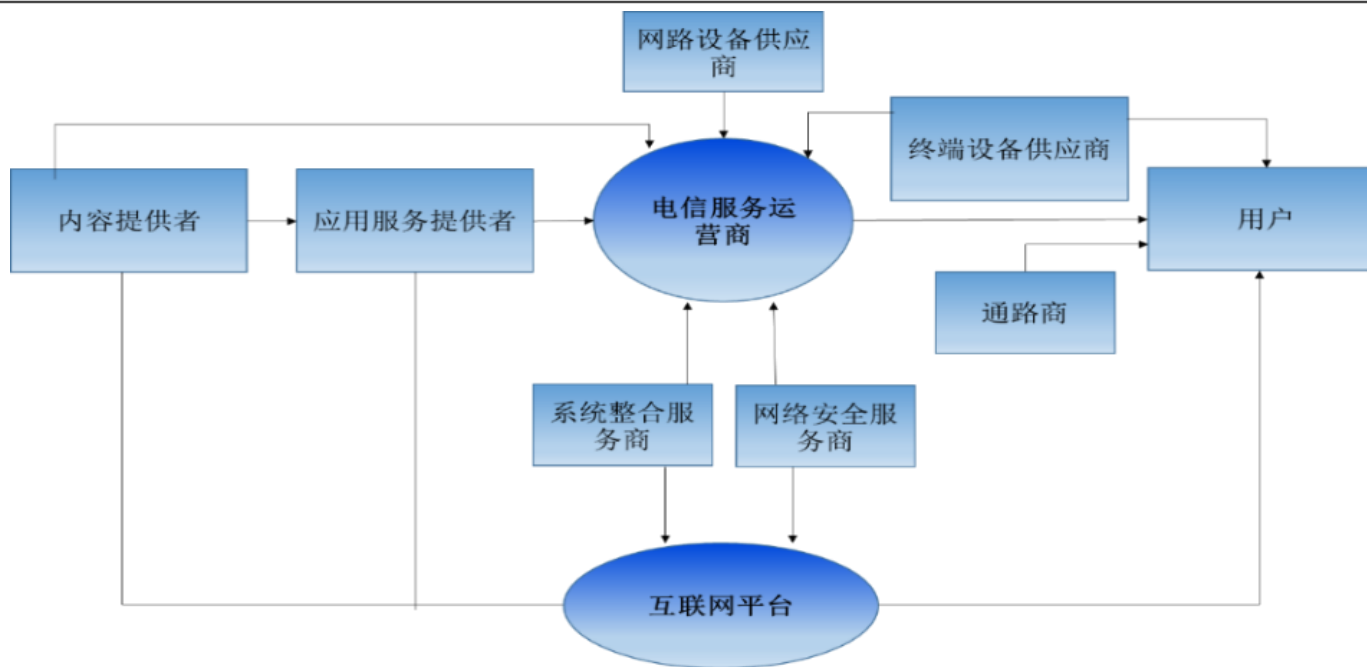 网路设备供应
商
终端设备供应商
内容提供者
应用服务提供者
电信服务运
营商
用户
通路商
系统整合服
务商
网络安全服
务商
互联网平台